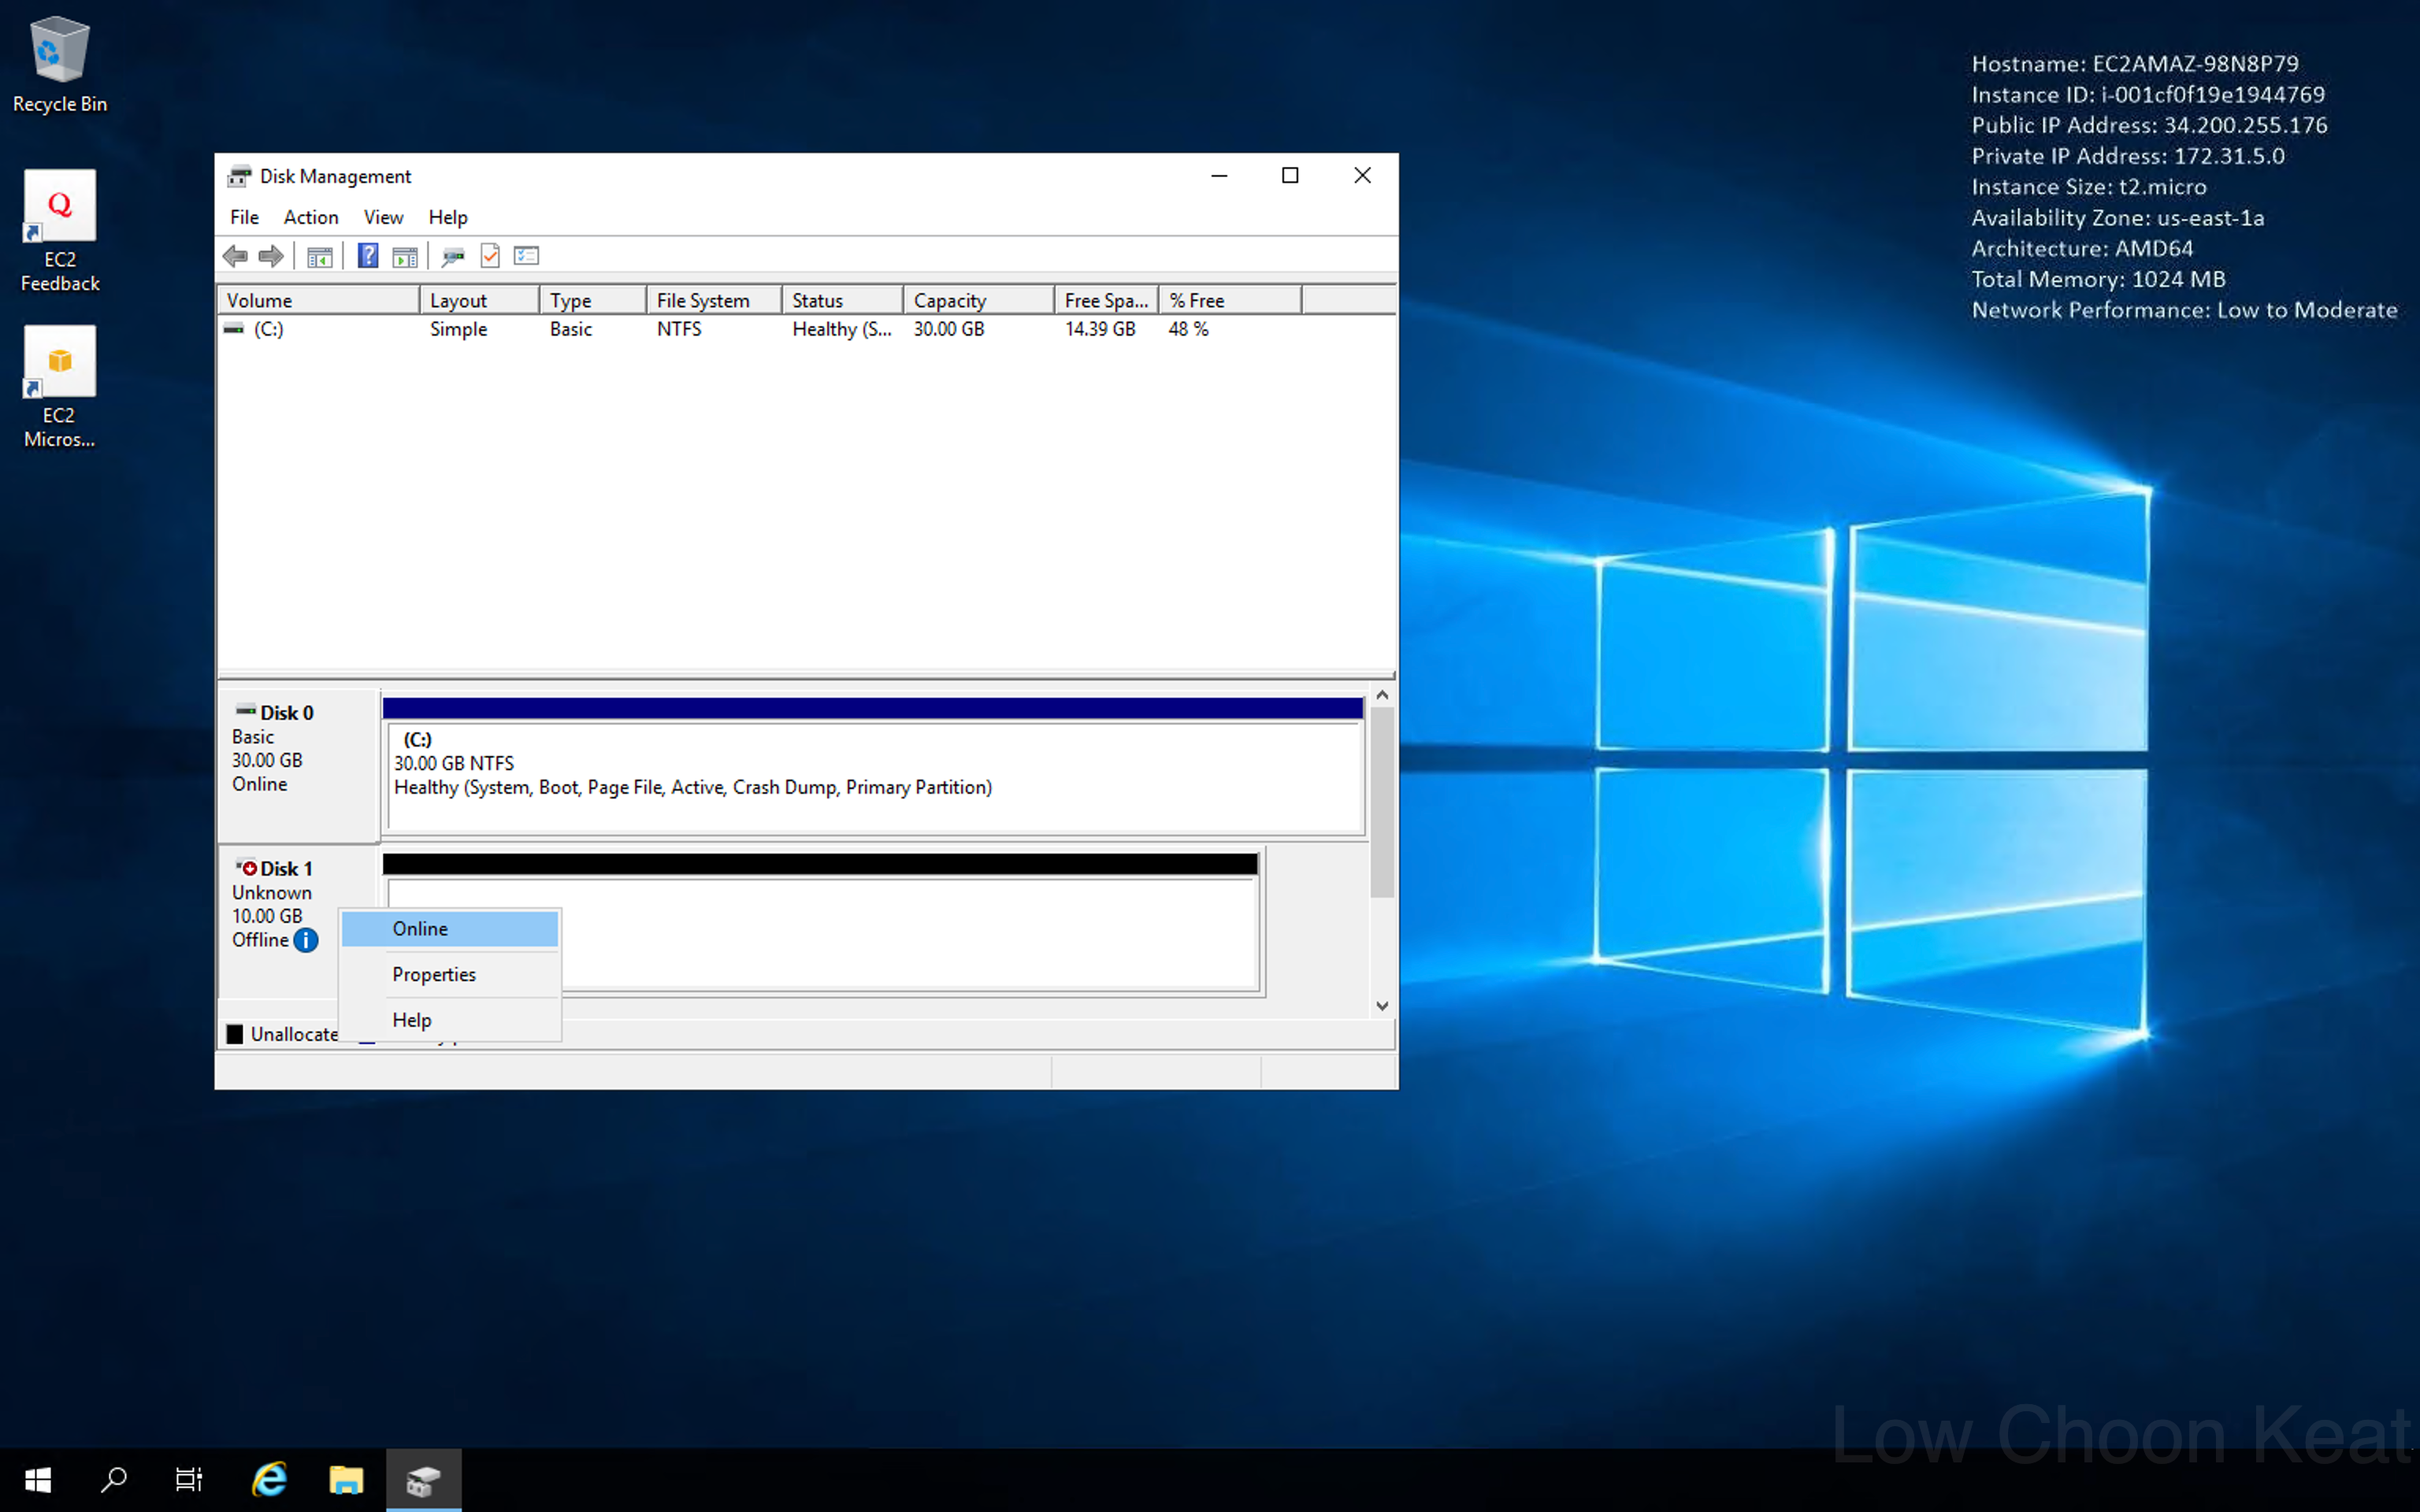 Recycle Bin
EC2
Feedback
EC2
Micros...
Hostname: EC2AMAZ-98N8P79
Instance ID: i-001cf0f19e1944769
Public IP Address: 34.200.255.176
Private IP Address: 172.31.5.0
Instance Size: t2.micro
Availability Zone: us-east-1a
Architecture: AMD64
Total Memory: 1024 MB
Network Performance: Low to Moderate
Disk Management
File Action View Help
Volume Layout Type File System Status Capacity Free Spa... % Free
(C:) Simple Basic NTFS Healthy (S... 30.00 GB 14.39 GB 48 %
Disk 0
Basic
30.00 GB
Online
(C:)
30.00 GB NTFS
Healthy (System, Boot, Page File, Active, Crash Dump, Primary Partition)
Disk 1
Unknown
10.00 GB
Offline
Online
Properties
Help
Unallocate
Low Choon Keat